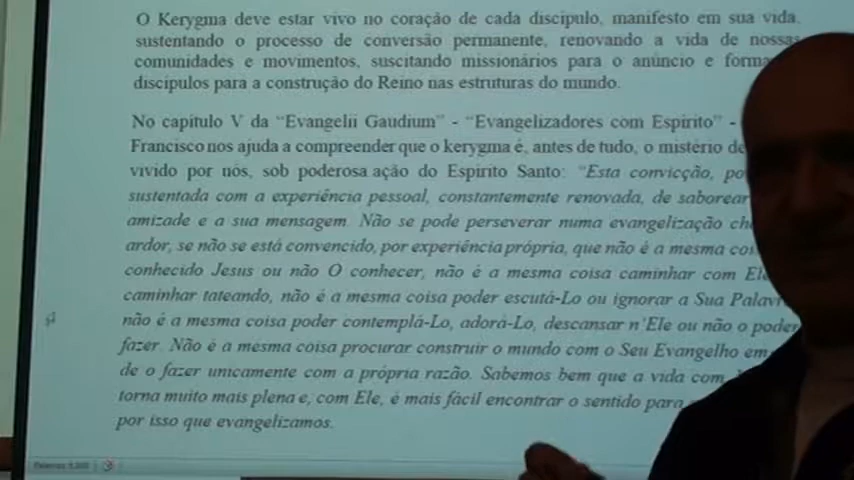 O Kerygma deve estar vivo no coração de cada discípulo, manifesto em sua vida,
sustentando o processo de conversão permanente, renovando a vida de nossas
comunidades e movimentos, suscitando missionários para o anúncio e forma
discípulos para a construção do Reino nas estruturas do mundo.
No capítulo V da “Evangelii Gaudium” - “Evangelizadores com Espírito” -
Francisco nos ajuda a compreender que o kerygma é, antes de tudo, o mistério de
vivido por nós, sob poderosa ação do Espírito Santo: “Esta convicção, po
sustentada com a experiência pessoal, constantemente renovada, de saborear
amizade e a sua mensagem. Não se pode perseverar numa evangelização ch
ardor, se não se está convencido, por experiência própria, que não é a mesma co
conhecido Jesus ou não O conhecer, não é a mesma coisa caminhar com El
caminhar tateando, não é a mesma coisa poder escutá-Lo ou ignorar a Sua Palavr
não é a mesma coisa poder contemplá-Lo, adorá-Lo, descansar n’Ele ou não o poder
fazer. Não é a mesma coisa procurar construir o mundo com o Seu Evangelho em
de o fazer unicamente com a própria razão. Sabemos bem que a vida com
torna muito mais plena e, com Ele, é mais fácil encontrar o sentido para
por isso que evangelizamos.